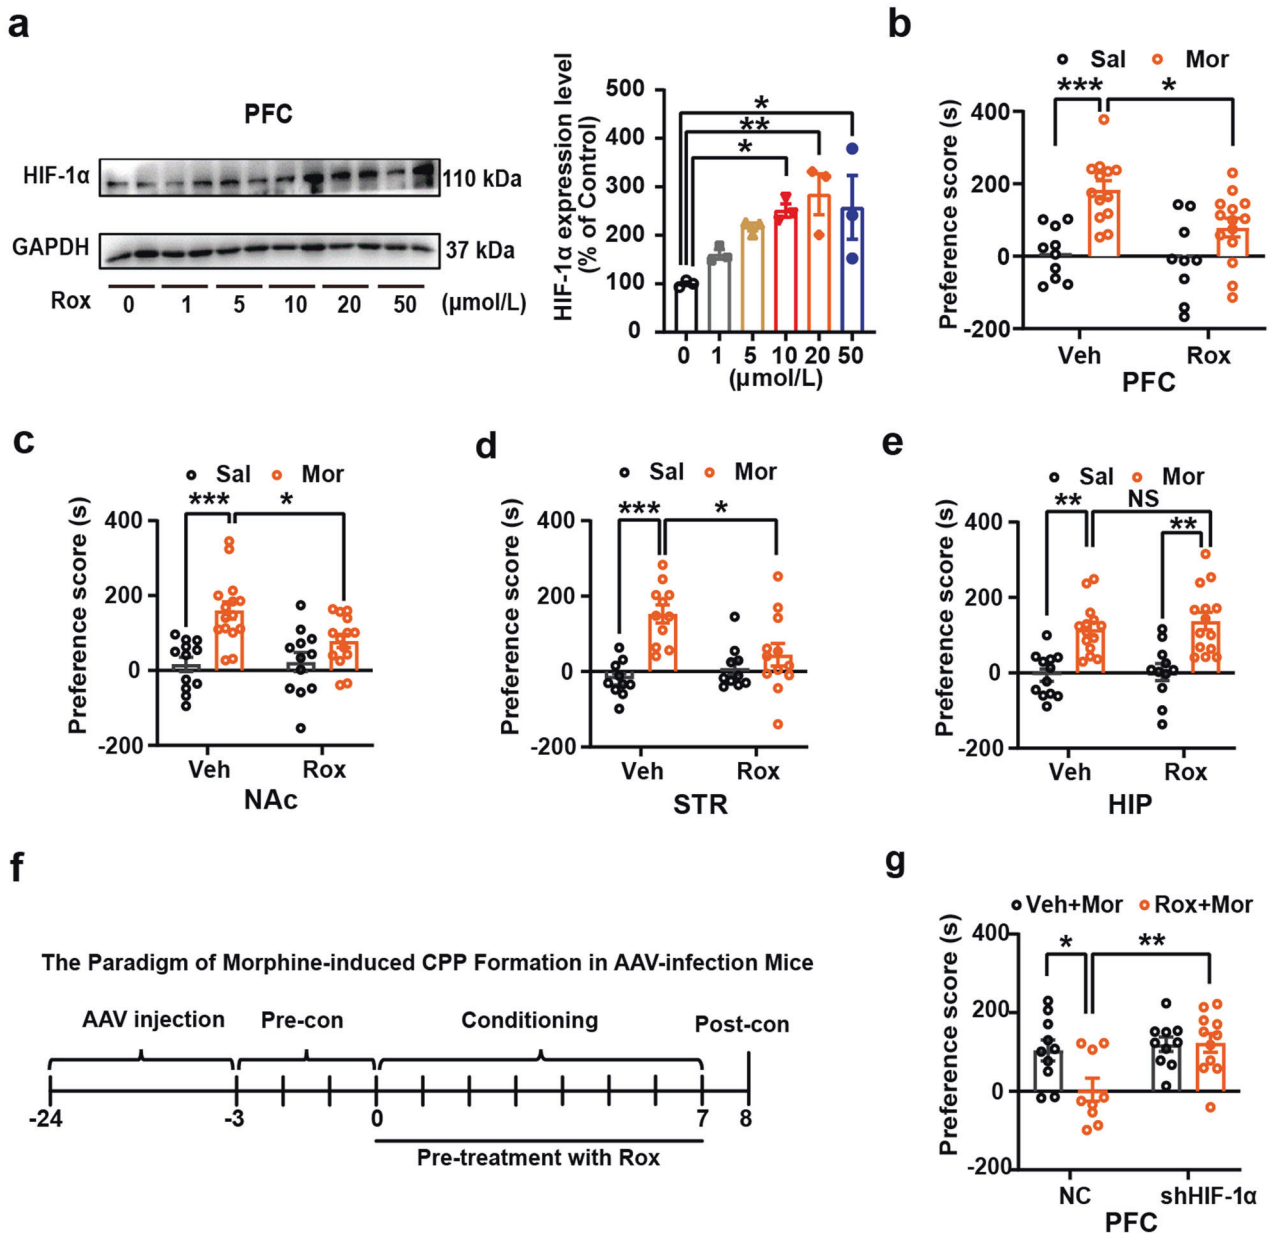 a
PFC
HIF-1α
110 kDa
GAPDH
37 kDa
Rox 0 1 5 10 20 50 (μmol/L)
HIF-1α expression level
(% of Control)
500
400
300
200
100
0
*
**
*
0 1 5 10 20 50
(μmol/L)
b
Sal Mor
*** *
Preference score (s)
400
200
0
-200
Veh Rox
PFC
c
Sal Mor
*** *
Preference score (s)
400
200
0
-200
Veh Rox
NAc
d
Sal Mor
*** *
Preference score (s)
400
200
0
-200
Veh Rox
STR
e
Sal Mor
** NS
**
Preference score (s)
400
200
0
-200
Veh Rox
HIP
f
The Paradigm of Morphine-induced CPP Formation in AAV-infection Mice
AAV injection Pre-con Conditioning Post-con
-24 -3 0 7 8
Pre-treatment with Rox
g
Veh+Mor Rox+Mor
* **
Preference score (s)
400
200
0
-200
NC shHIF-1α
PFC